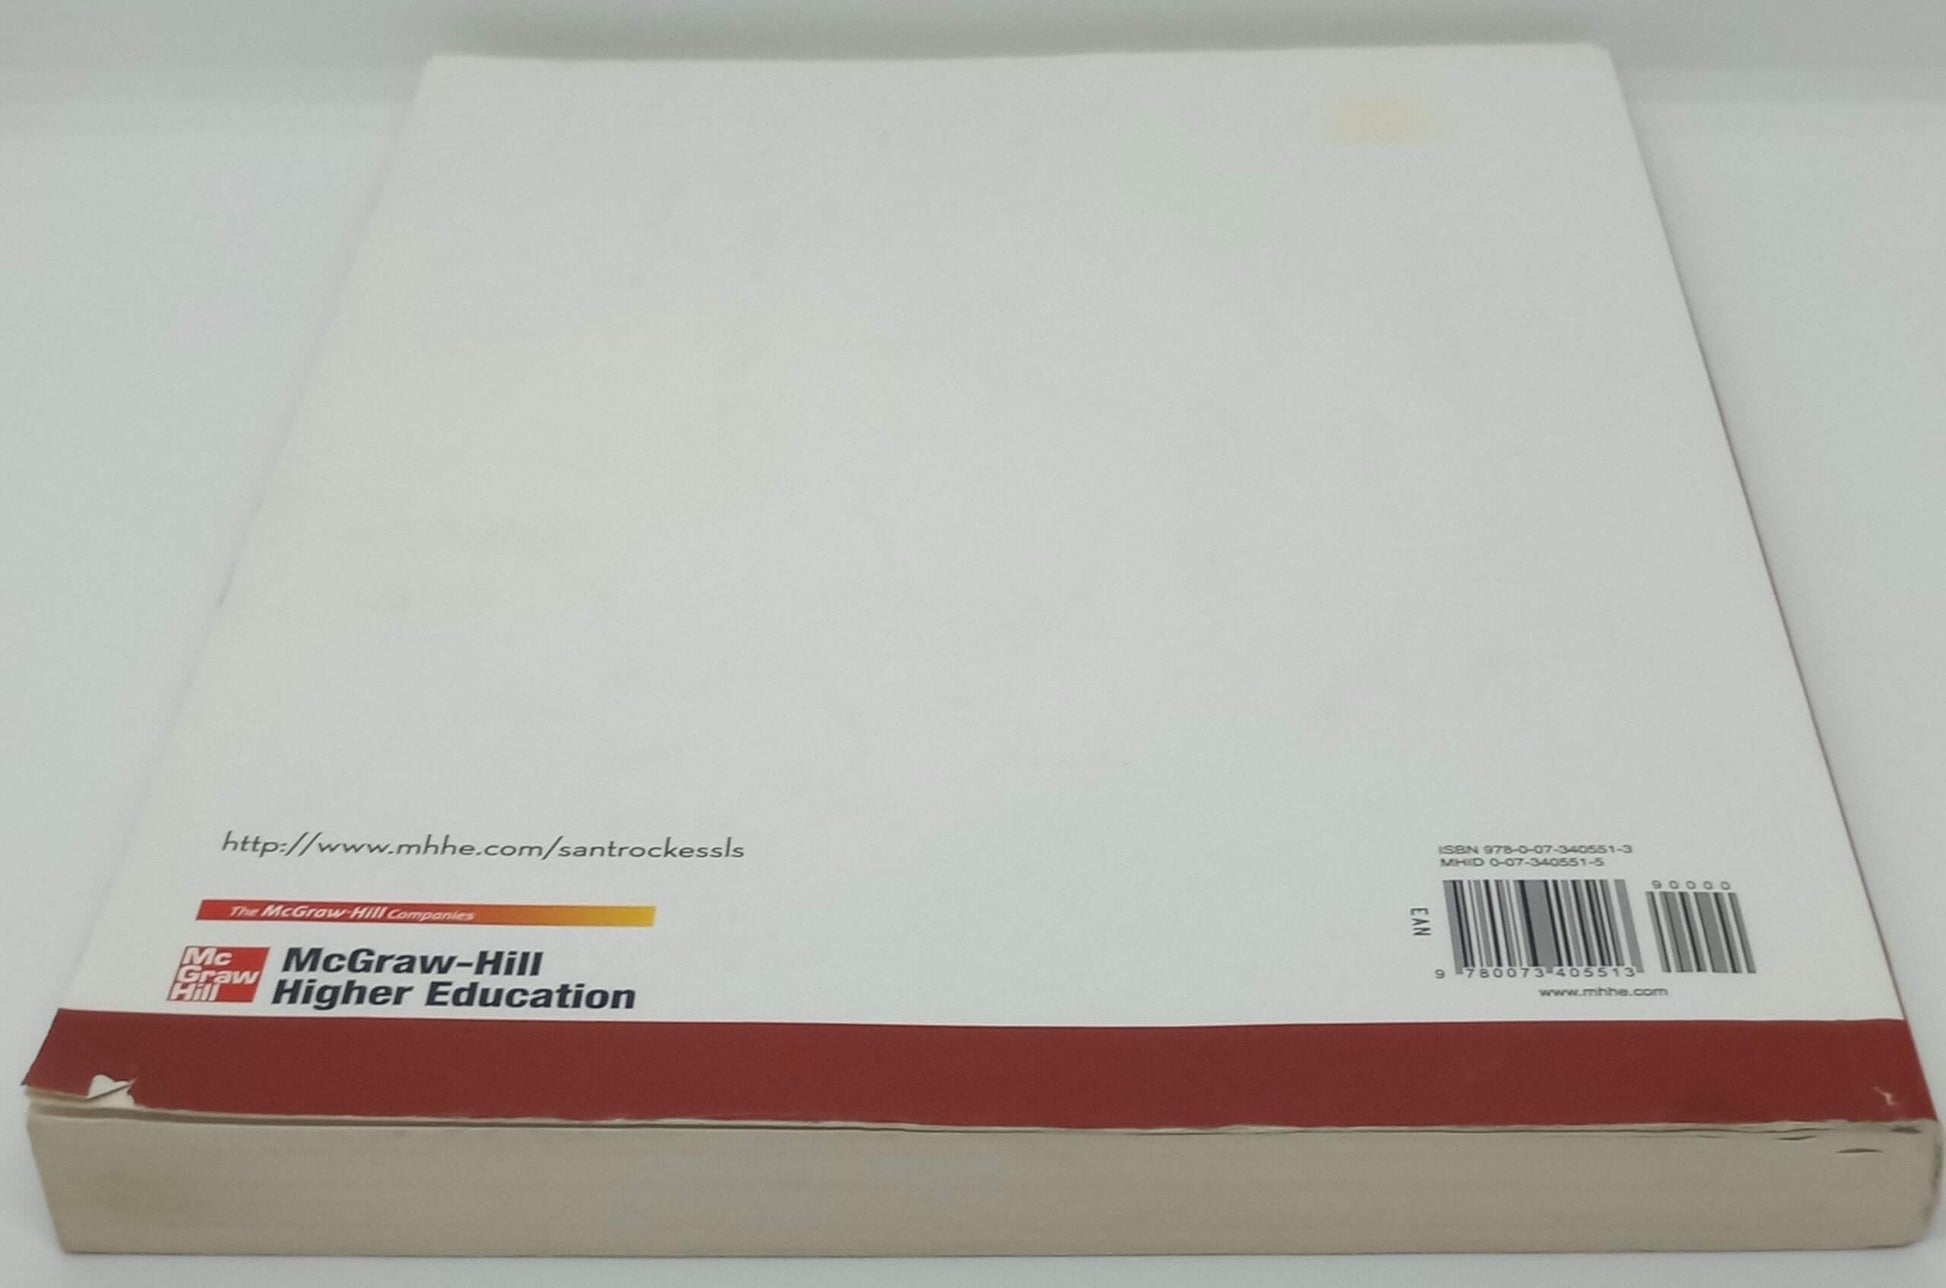 http://www.mhhe.com/santrockessls
The McGraw-Hill Companies
Mc
Graw
Hill
McGraw-Hill
Higher Education
ISBN 978-0-07-340551-3
MHID 0-07-340551-5
90000
EAN
9 780073 405513
www.mhhe.com